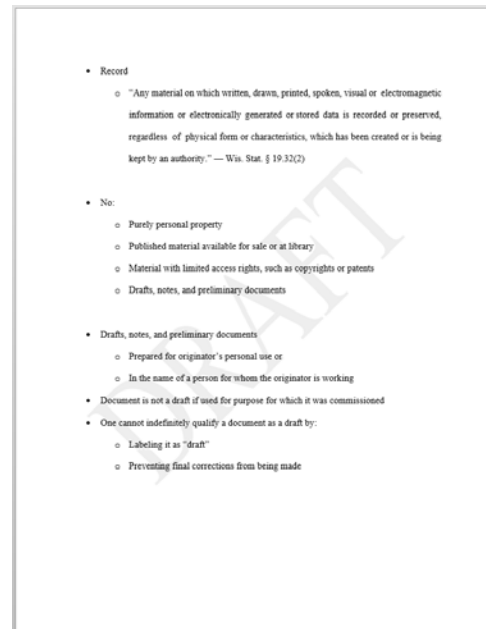 • Record
o "Any material on which written, drawn, printed, spoken, visual or electromagnetic
information or electronically generated or stored data is recorded or preserved,
regardless of physical form or characteristics, which has been created or is being
kept by an authority." — Wis. Stat. § 19.32(2)
• No:
o Purely personal property
o Published material available for sale or at library
o Material with limited access rights, such as copyrights or patents
o Drafts, notes, and preliminary documents
• Drafts, notes, and preliminary documents
o Prepared for originator's personal use or
o In the name of a person for whom the originator is working
• Document is not a draft if used for purpose for which it was commissioned
• One cannot indefinitely qualify a document as a draft by:
o Labeling it as "draft"
o Preventing final corrections from being made
DRAFT